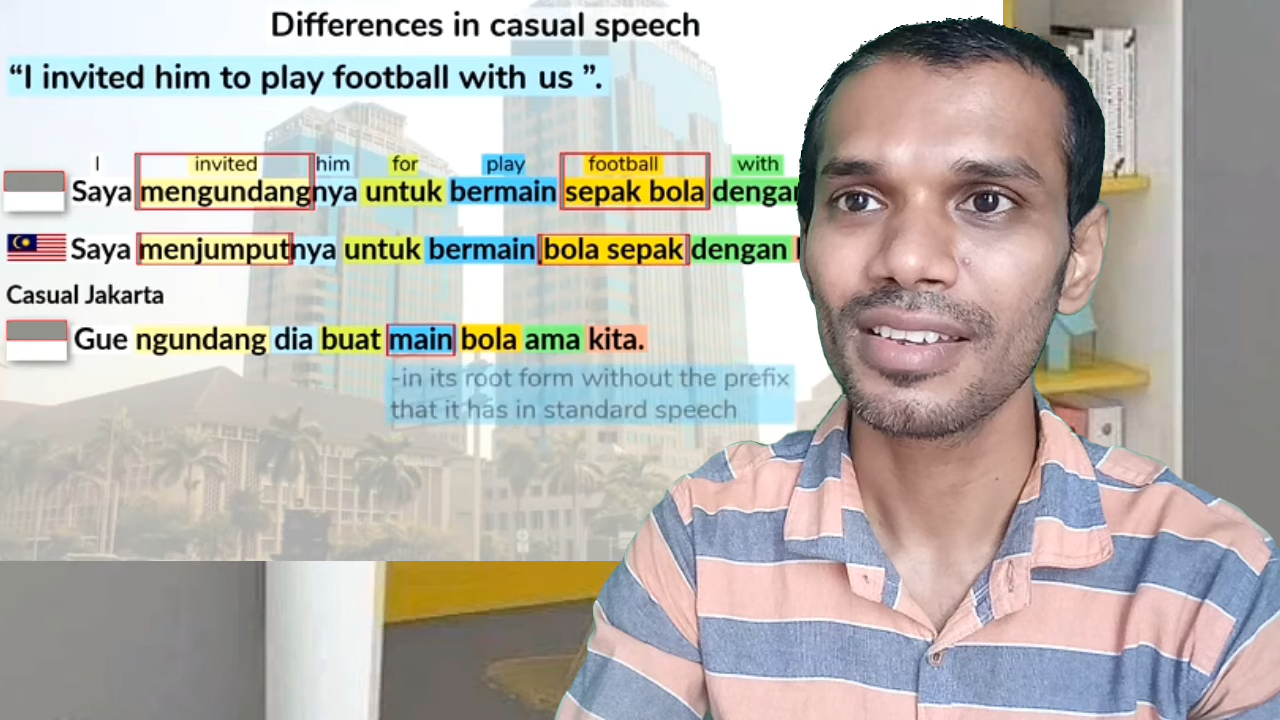 Differences in casual speech
“I invited him to play football with us ”.
I invited him for play football with
Saya mengundangnya untuk bermain sepak bola dengan
Saya menjumputnya untuk bermain bola sepak dengan
Casual Jakarta
Gue ngundang dia buat main bola ama kita.
-in its root form without the prefix
that it has in standard speech